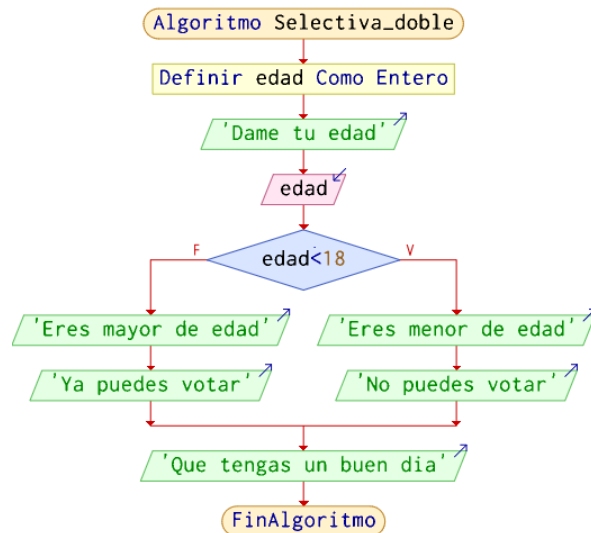 Algoritmo Selectiva_doble
Definir edad Como Entero
'Dame tu edad'
edad
edad<18
F
V
'Eres mayor de edad'
'Eres menor de edad'
'Ya puedes votar'
'No puedes votar'
'Que tengas un buen dia'
FinAlgoritmo